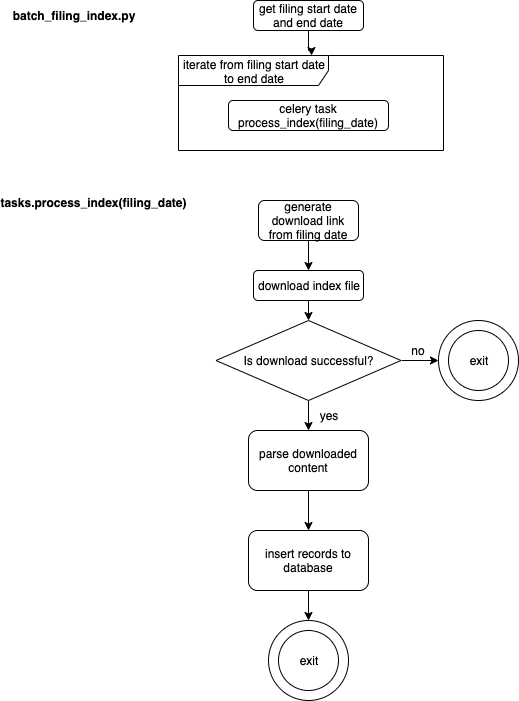 batch_filing_index.py
get filing start date
and end date
iterate from filing start date
to end date
celery task
process_index(filing_date)
tasks.process_index(filing_date)
generate
download link
from filing date
download index file
Is download successful?
no
exit
yes
parse downloaded
content
insert records to
database
exit